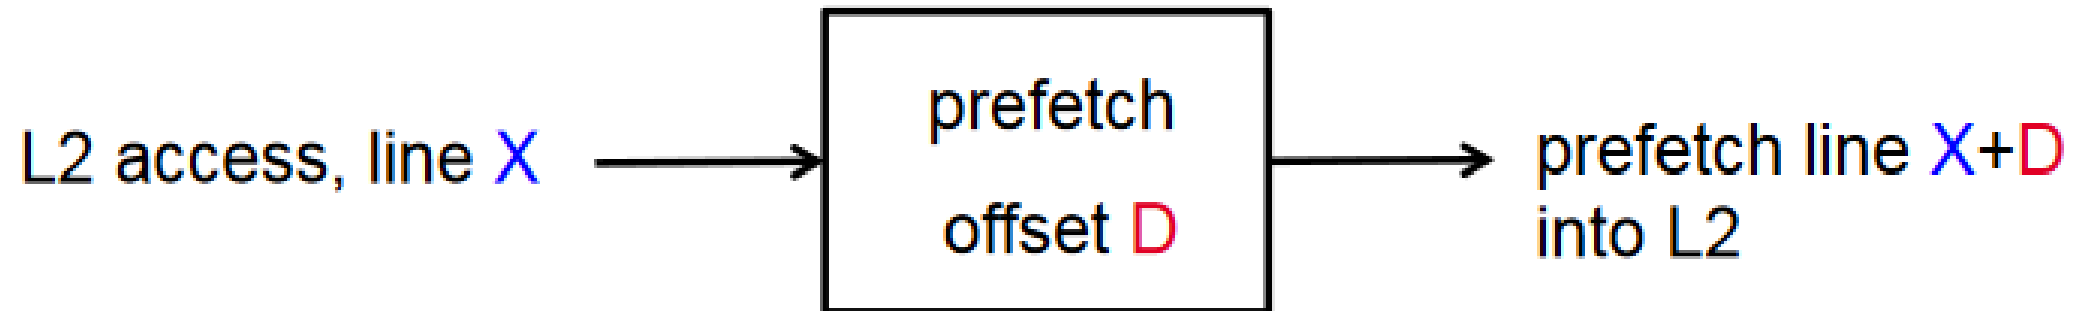 L2 access, line X
prefetch
offset D
prefetch line X+D
into L2